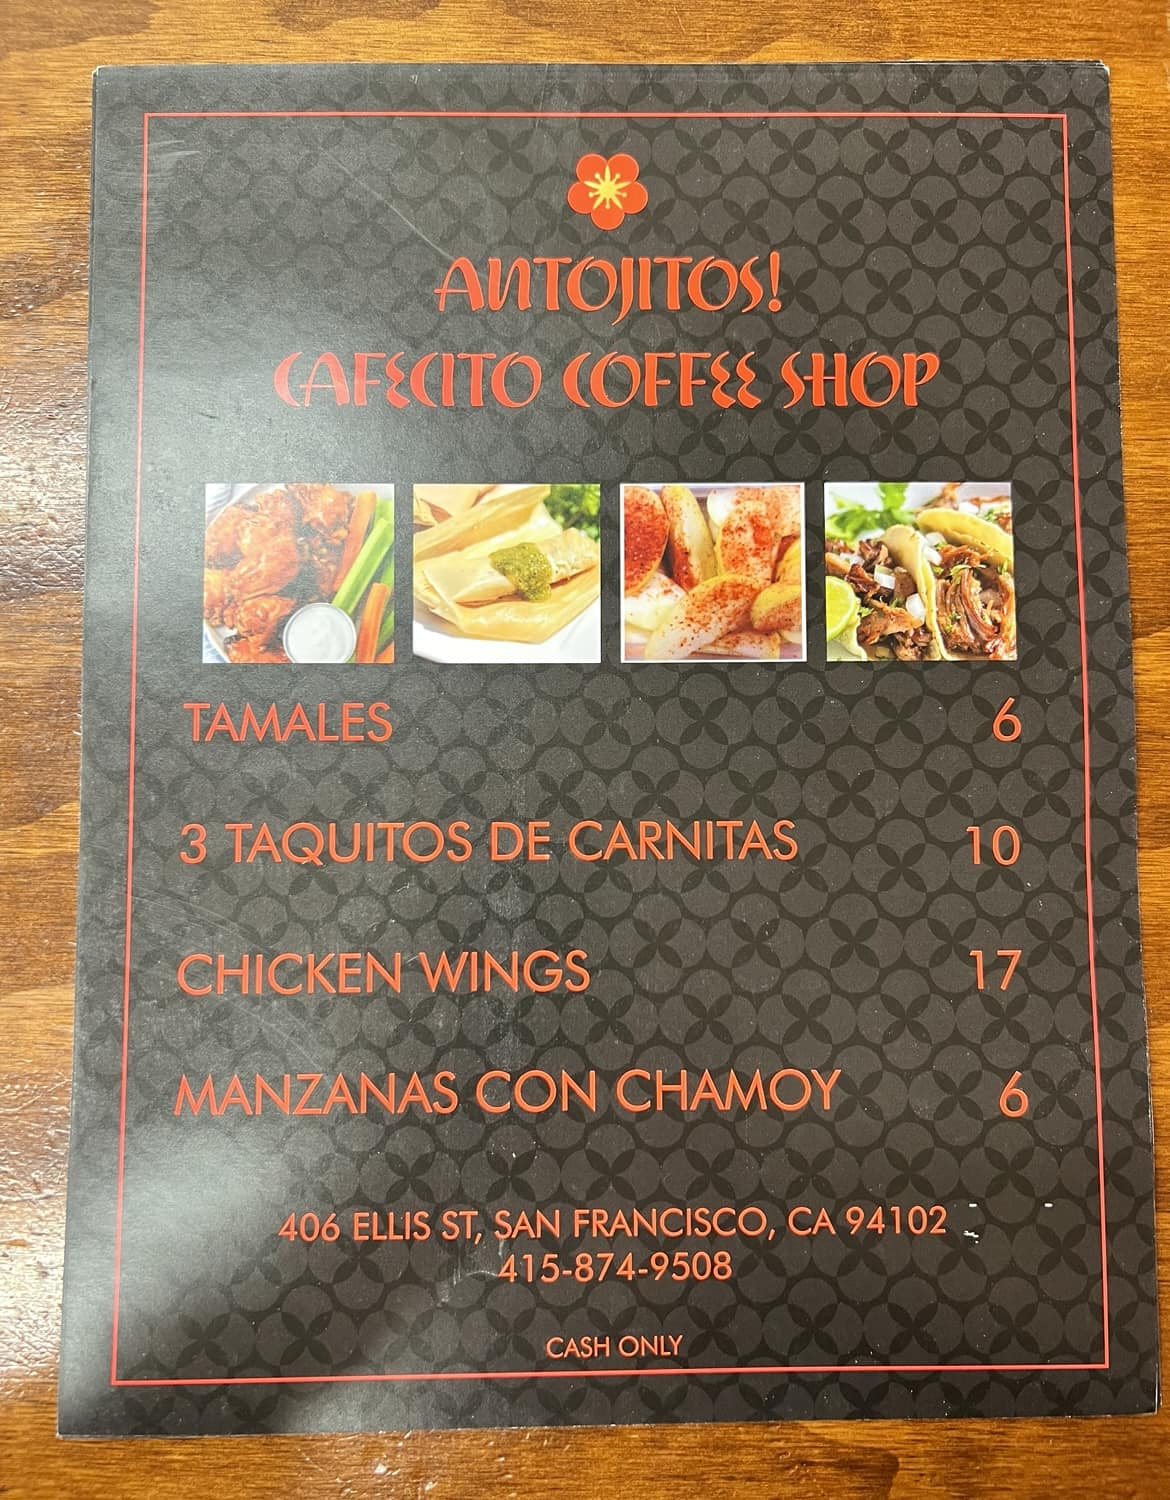 ANTOJITOS!
CAFECITO COFFEE SHOP
TAMALES 6
3 TAQUITOS DE CARNITAS 10
CHICKEN WINGS 17
MANZANAS CON CHAMOY 6
406 ELLIS ST, SAN FRANCISCO, CA 94102
415-874-9508
CASH ONLY